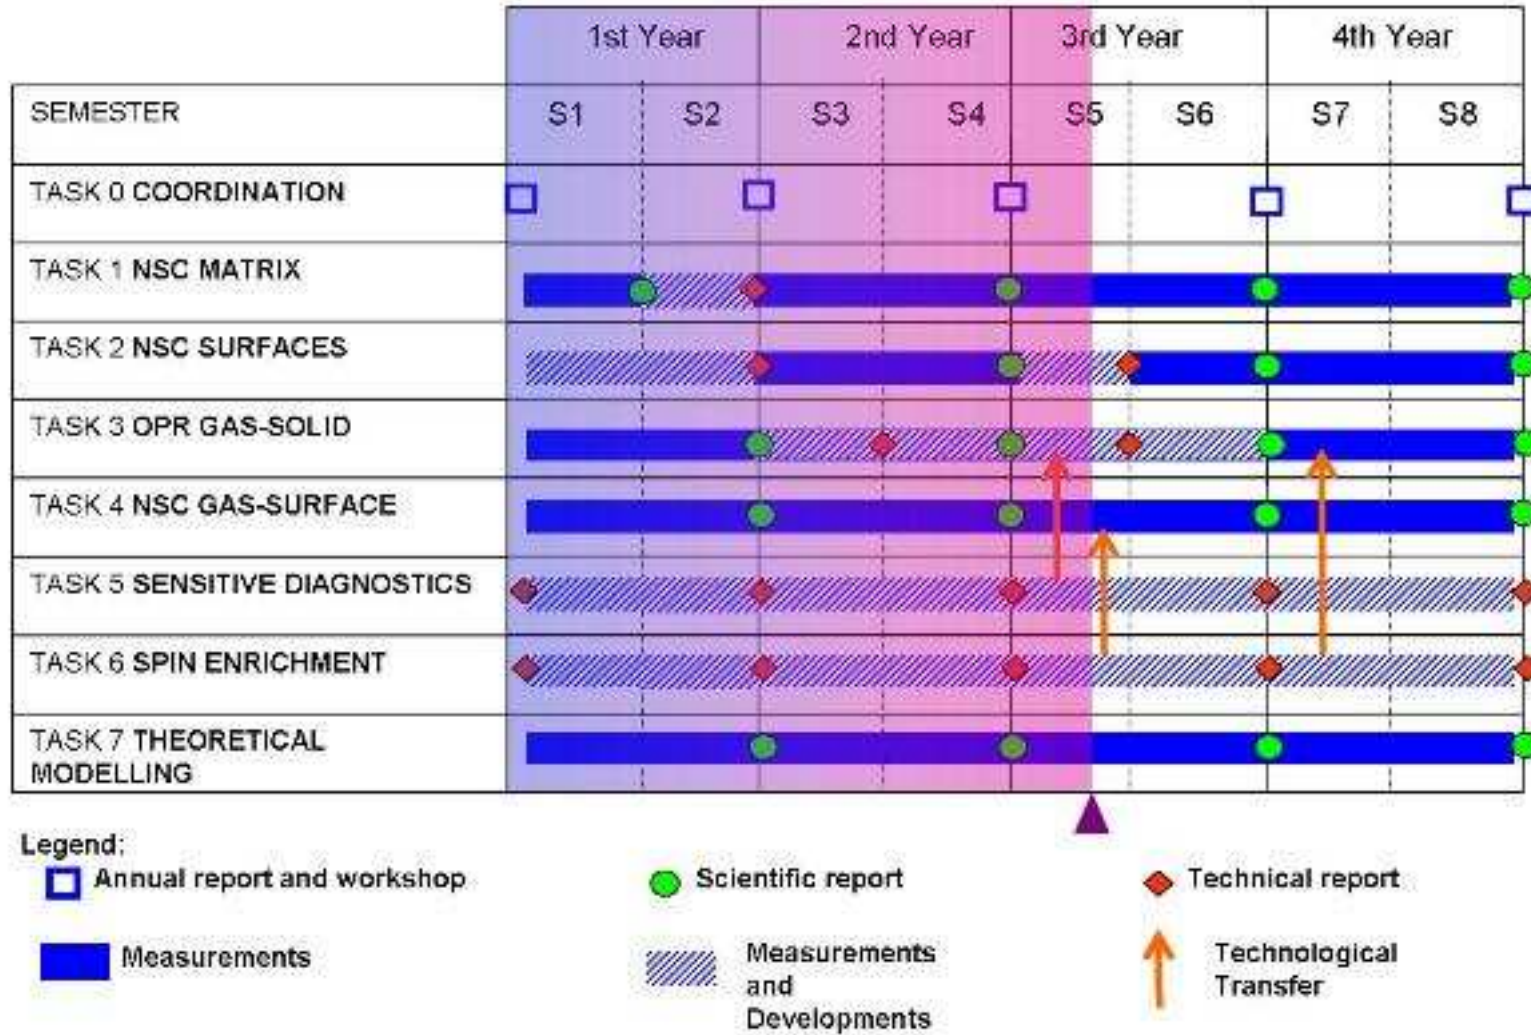 1st Year 2nd Year 3rd Year 4th Year
SEMESTER S1 S2 S3 S4 S5 S6 S7 S8
TASK 0 COORDINATION
TASK 1 NSC MATRIX
TASK 2 NSC SURFACES
TASK 3 OPR GAS-SOLID
TASK 4 NSC GAS-SURFACE
TASK 5 SENSITIVE DIAGNOSTICS
TASK 6 SPIN ENRICHMENT
TASK 7 THEORETICAL
MODELLING
Legend:
Annual report and workshop Scientific report Technical report
Measurements Measurements Technological
and Transfer
Developments